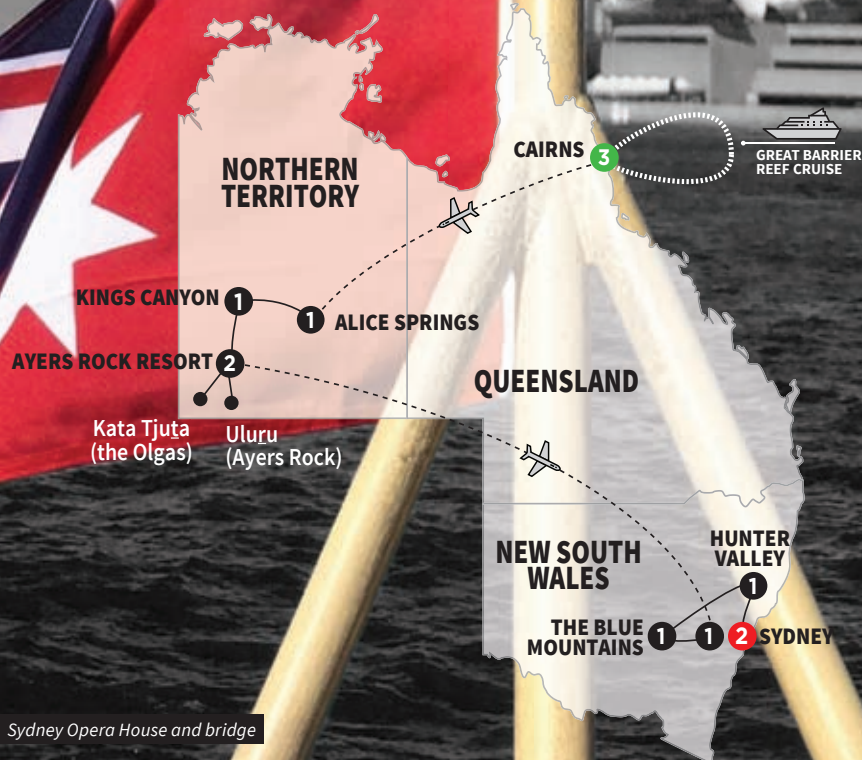 CAIRNS
3
GREAT BARRIER
REEF CRUISE
NORTHERN
TERRITORY
KINGS CANYON
1
1
ALICE SPRINGS
AYERS ROCK RESORT
2
QUEENSLAND
Kata Tjuṯa
(the Olgas)
Uluṟu
(Ayers Rock)
HUNTER
VALLEY
1
NEW SOUTH
WALES
THE BLUE
MOUNTAINS
1
1
2
SYDNEY
Sydney Opera House and bridge